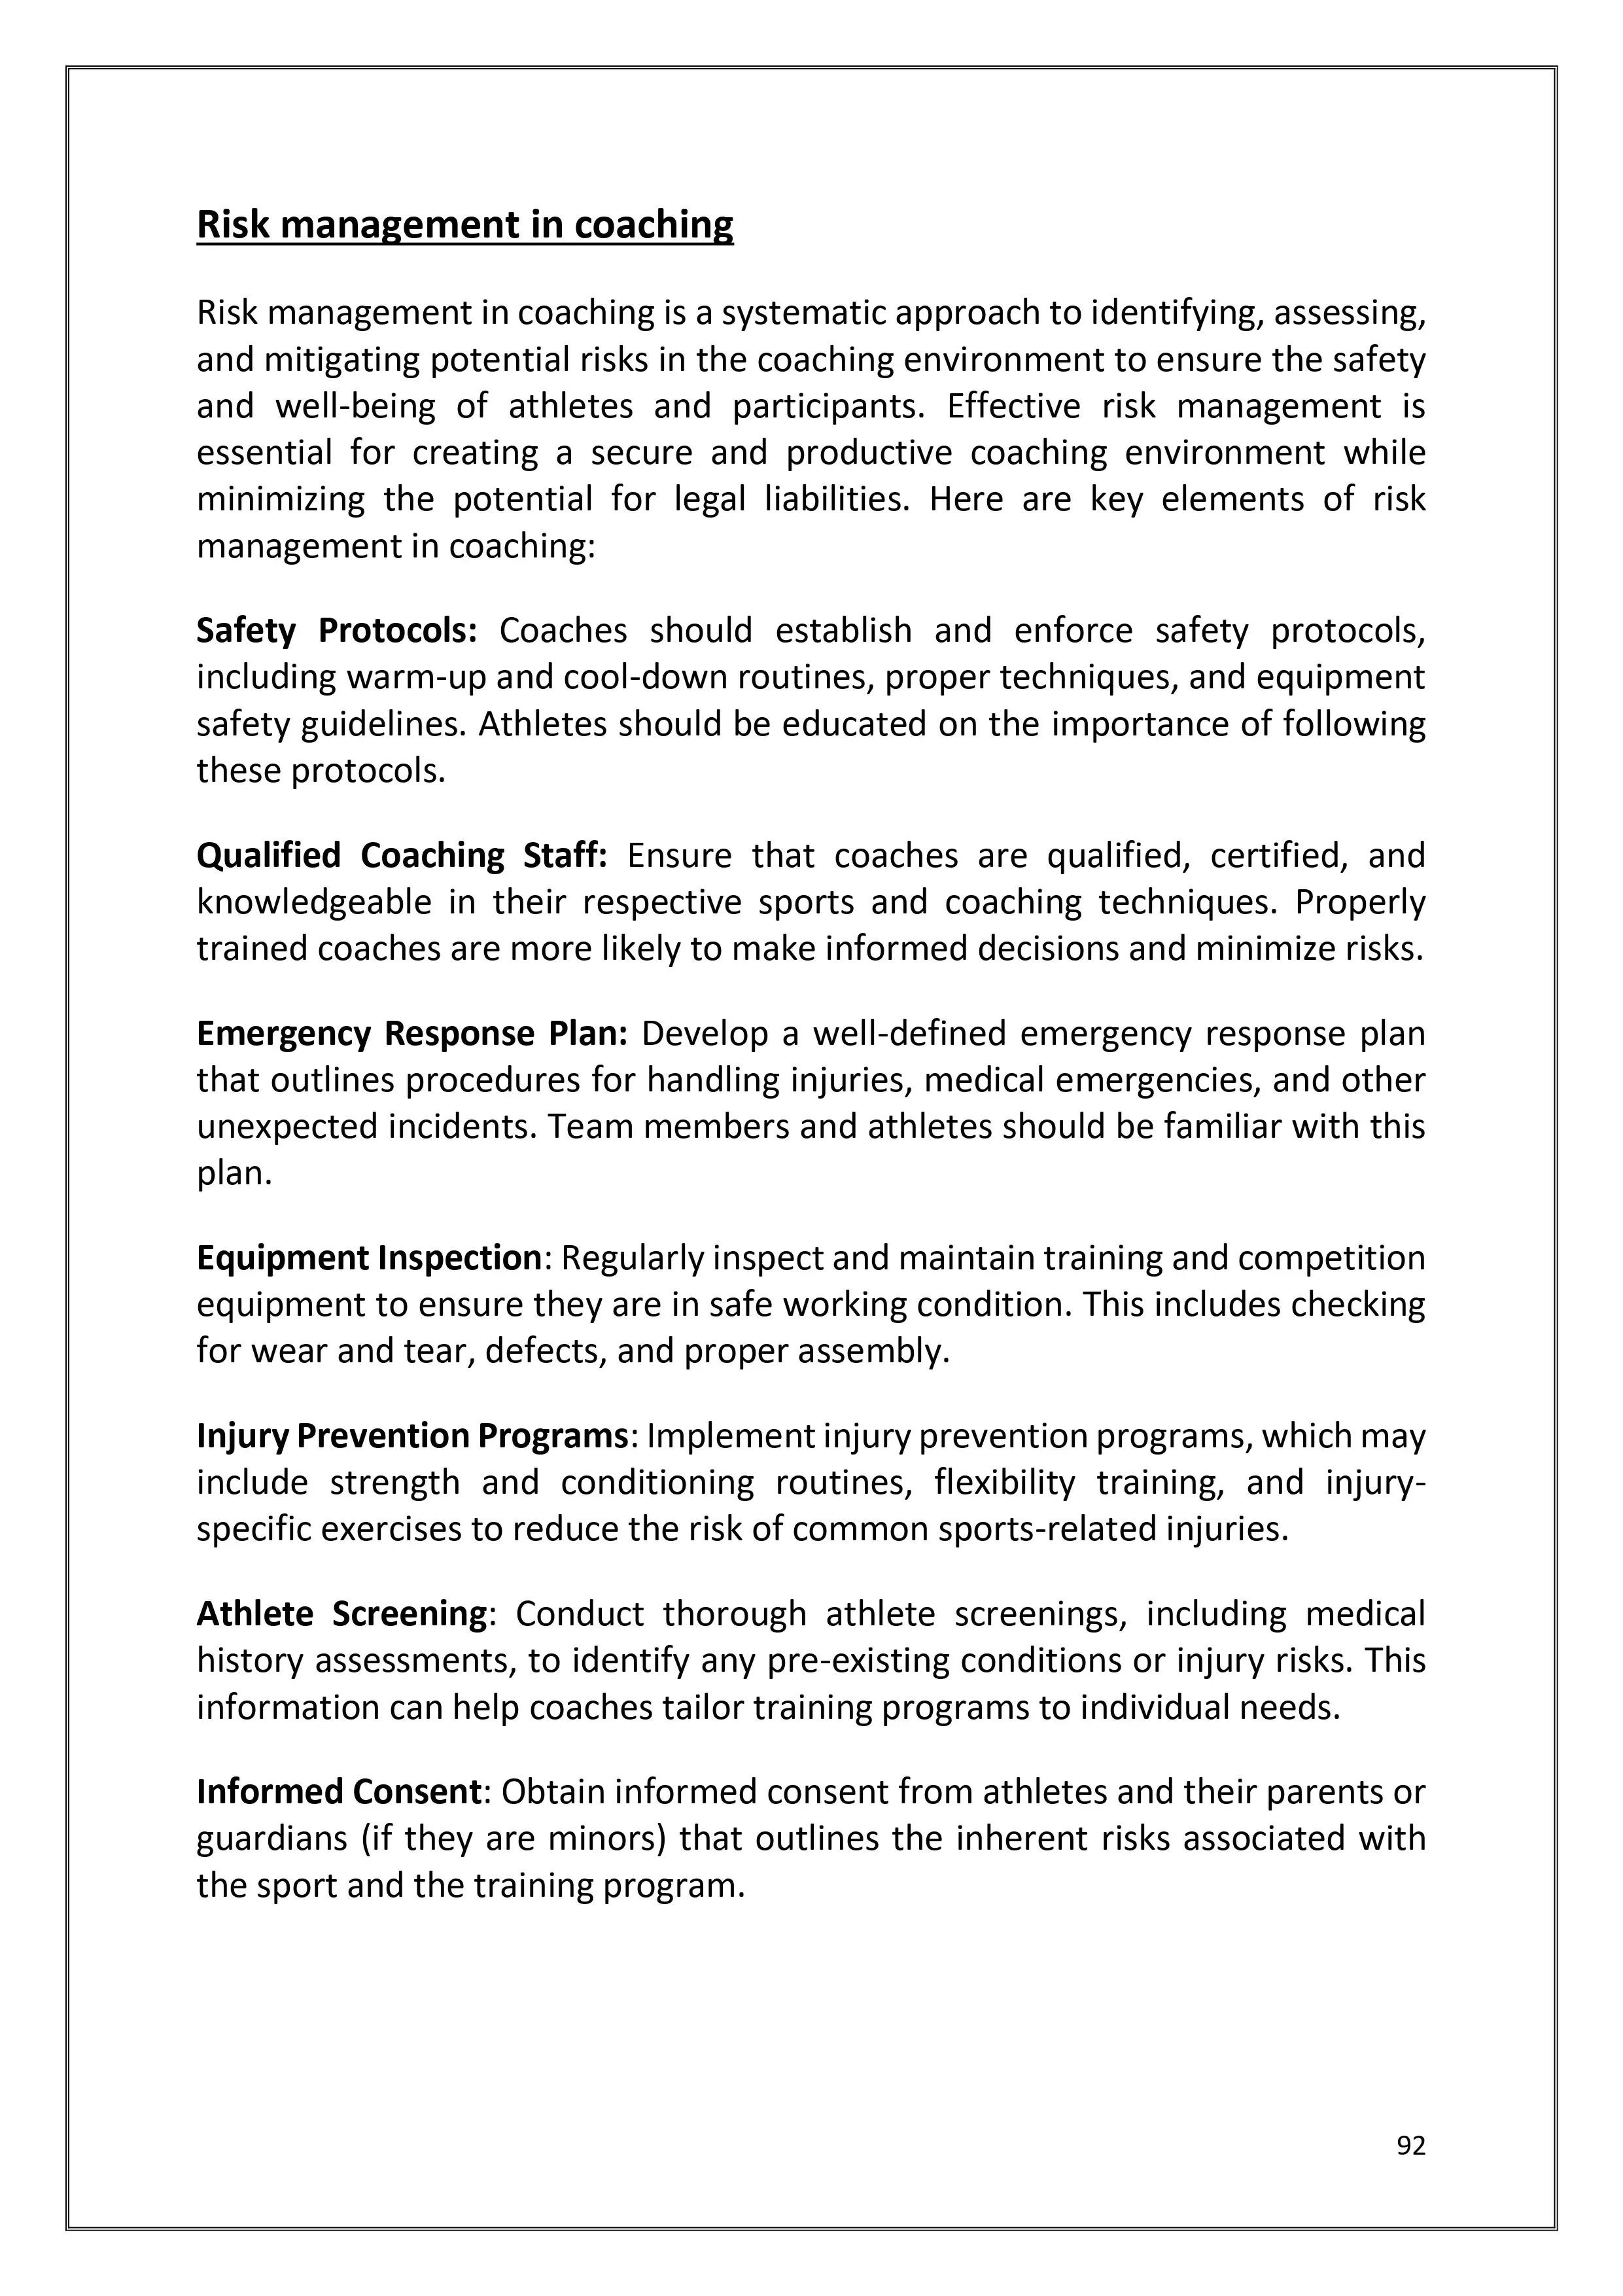 Risk management in coaching
Risk management in coaching is a systematic approach to identifying, assessing,
and mitigating potential risks in the coaching environment to ensure the safety
and well-being of athletes and participants. Effective risk management is
essential for creating a secure and productive coaching environment while
minimizing the potential for legal liabilities. Here are key elements of risk
management in coaching:
Safety Protocols: Coaches should establish and enforce safety protocols,
including warm-up and cool-down routines, proper techniques, and equipment
safety guidelines. Athletes should be educated on the importance of following
these protocols.
Qualified Coaching Staff: Ensure that coaches are qualified, certified, and
knowledgeable in their respective sports and coaching techniques. Properly
trained coaches are more likely to make informed decisions and minimize risks.
Emergency Response Plan: Develop a well-defined emergency response plan
that outlines procedures for handling injuries, medical emergencies, and other
unexpected incidents. Team members and athletes should be familiar with this
plan.
Equipment Inspection: Regularly inspect and maintain training and competition
equipment to ensure they are in safe working condition. This includes checking
for wear and tear, defects, and proper assembly.
Injury Prevention Programs: Implement injury prevention programs, which may
include strength and conditioning routines, flexibility training, and injury-
specific exercises to reduce the risk of common sports-related injuries.
Athlete Screening: Conduct thorough athlete screenings, including medical
history assessments, to identify any pre-existing conditions or injury risks. This
information can help coaches tailor training programs to individual needs.
Informed Consent: Obtain informed consent from athletes and their parents or
guardians (if they are minors) that outlines the inherent risks associated with
the sport and the training program.
92